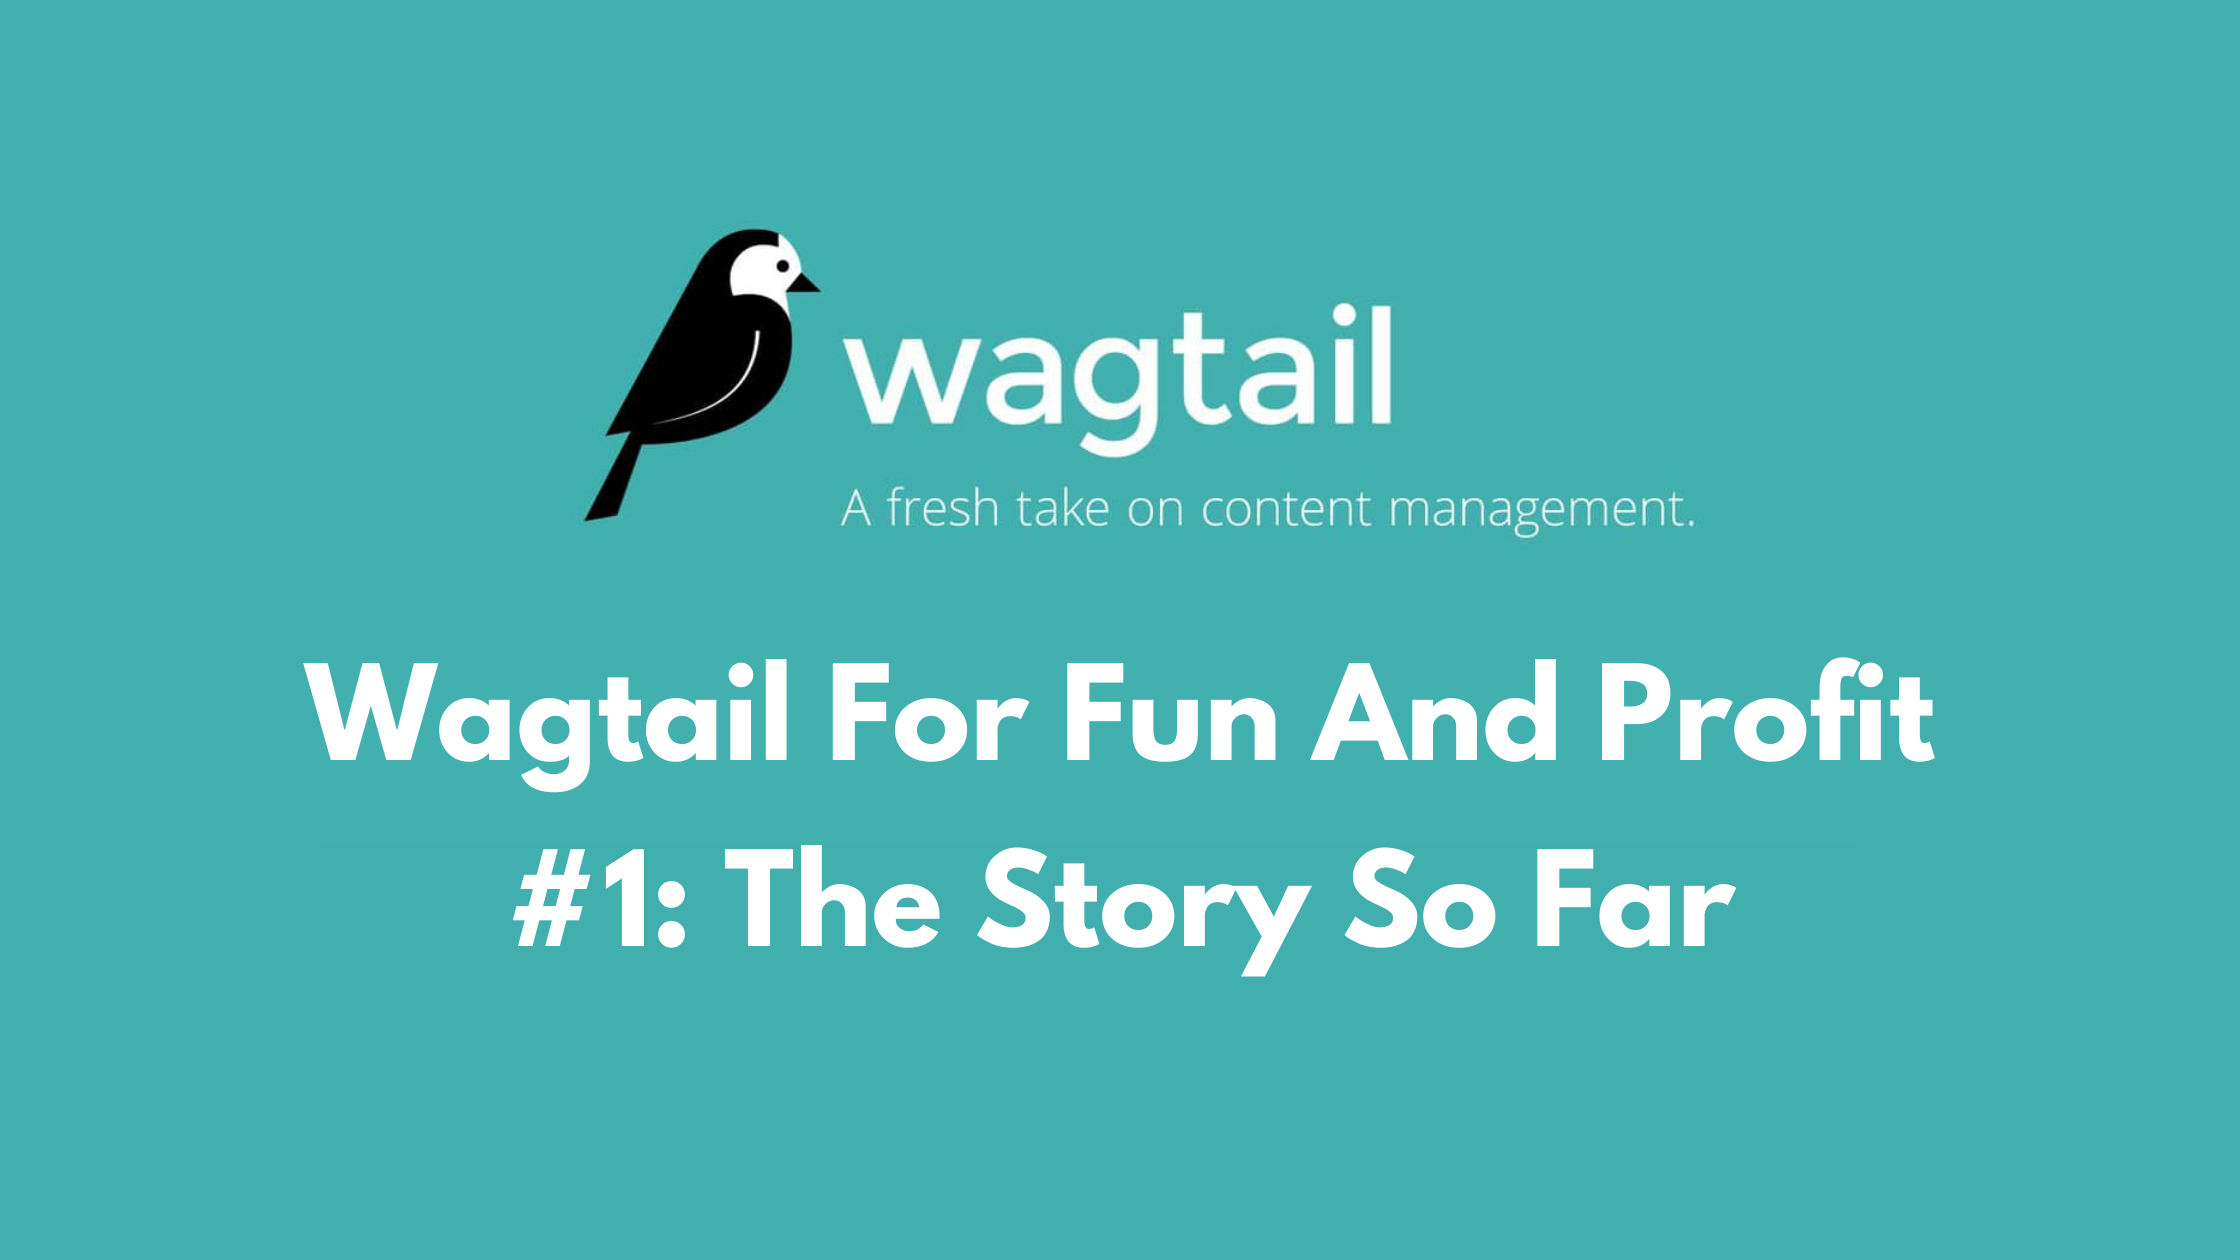 wagtail
A fresh take on content management.
Wagtail For Fun And Profit
#1: The Story So Far